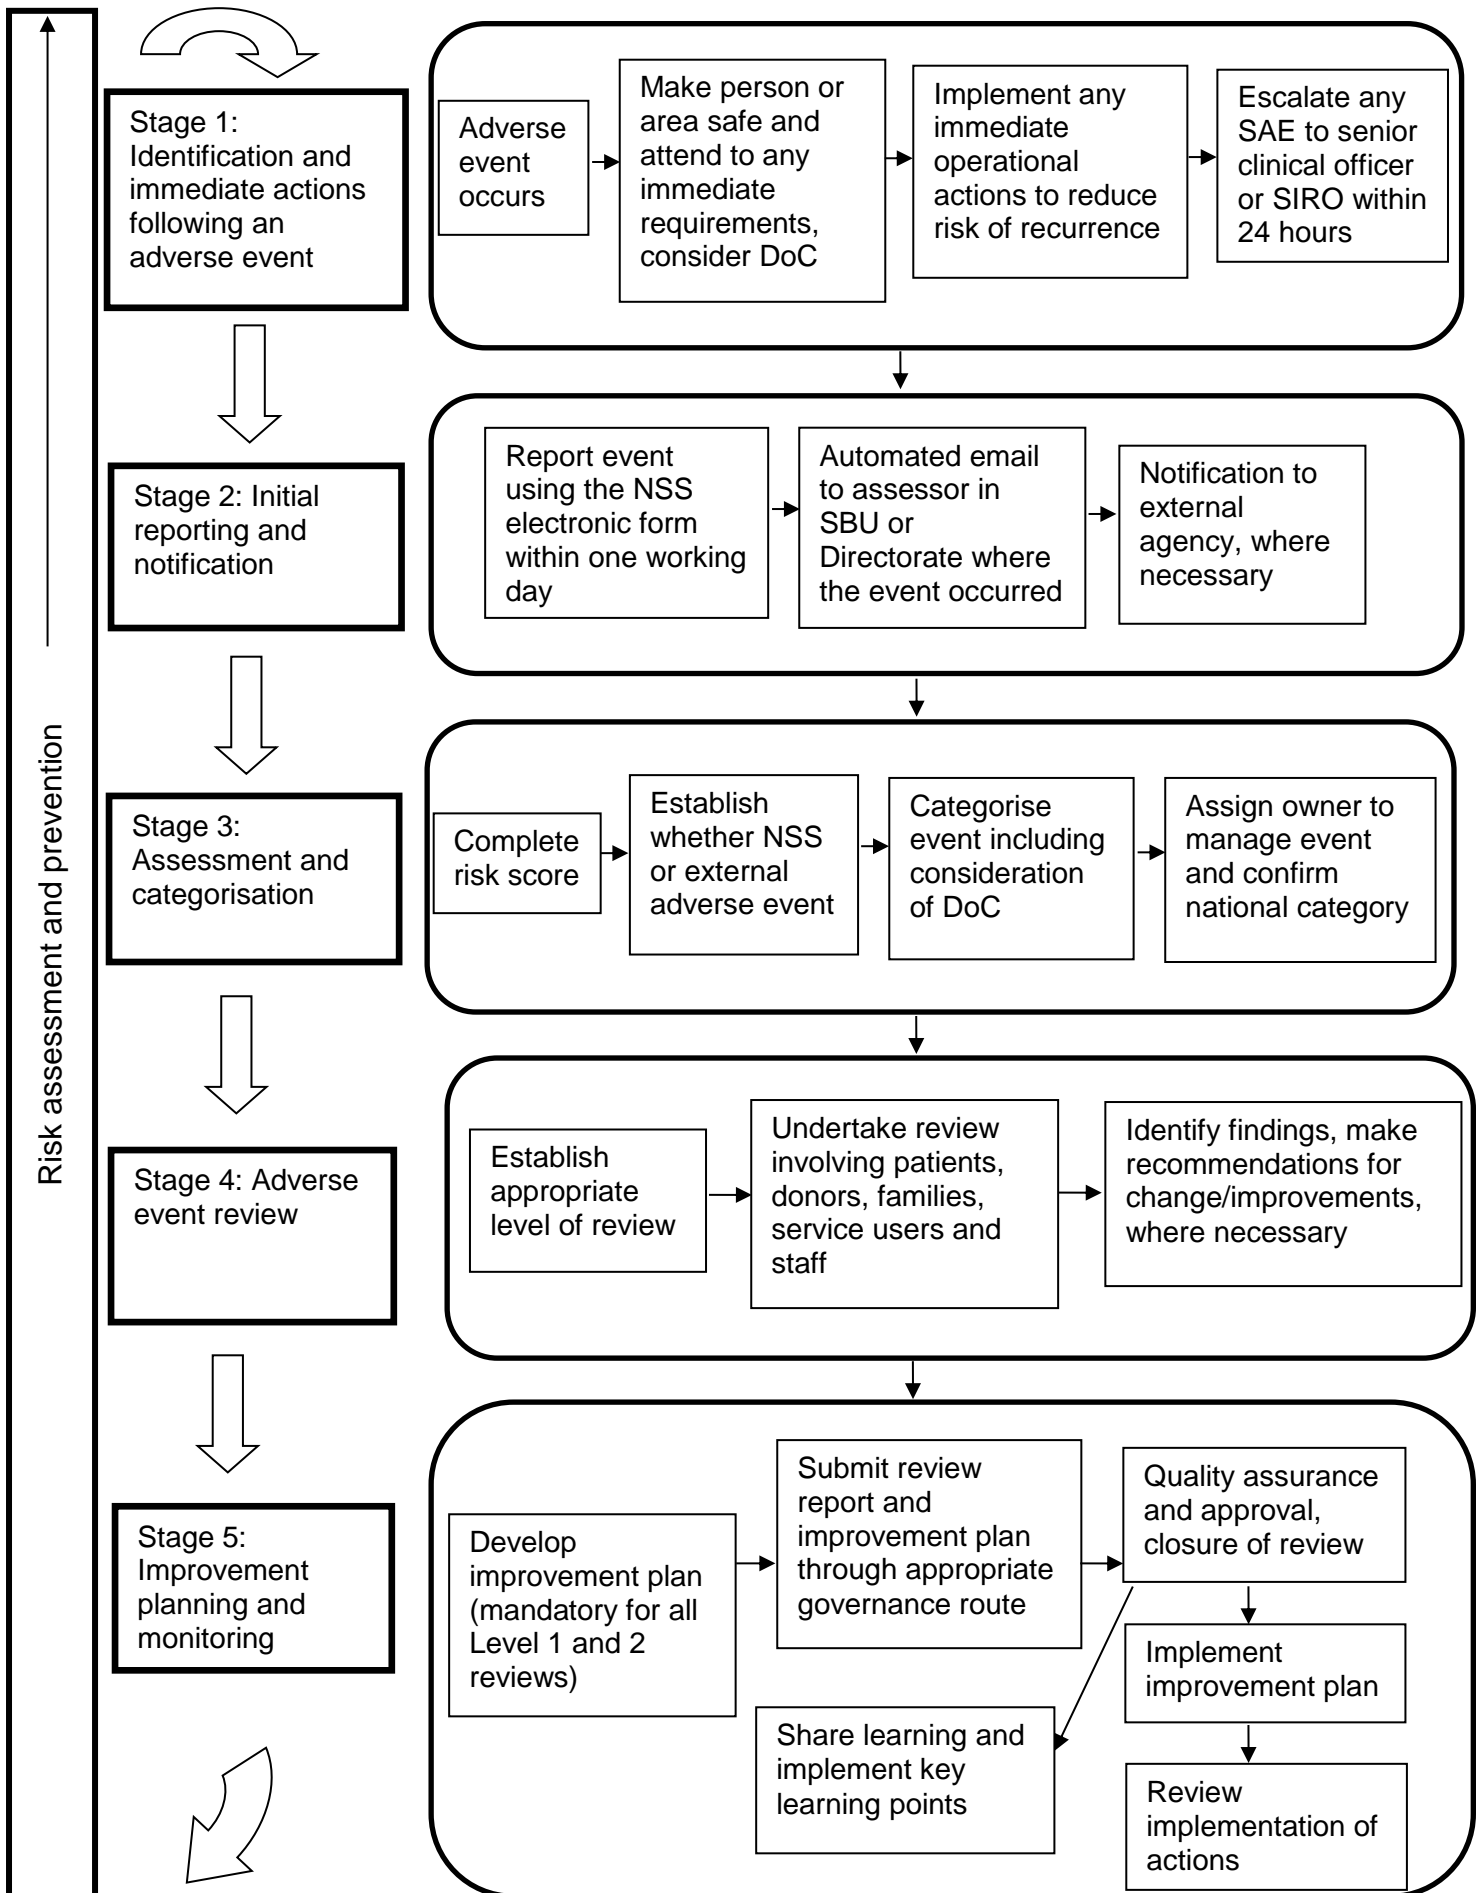 Risk assessment and prevention
Stage 1:
Identification and
immediate actions
following an
adverse event
Adverse
event
occurs
Make person or
area safe and
attend to any
immediate
requirements,
consider DoC
Implement any
immediate
operational
actions to reduce
risk of recurrence
Escalate any
SAE to senior
clinical officer
or SIRO within
24 hours
Stage 2: Initial
reporting and
notification
Report event
using the NSS
electronic form
within one working
day
Automated email
to assessor in
SBU or
Directorate where
the event occurred
Notification to
external
agency, where
necessary
Stage 3:
Assessment and
categorisation
Complete
risk score
Establish
whether NSS
or external
adverse event
Categorise
event including
consideration
of DoC
Assign owner to
manage event
and confirm
national category
Stage 4: Adverse
event review
Establish
appropriate
level of review
Undertake review
involving patients,
donors, families,
service users and
staff
Identify findings, make
recommendations for
change/improvements,
where necessary
Stage 5:
Improvement
planning and
monitoring
Develop
improvement plan
(mandatory for all
Level 1 and 2
reviews)
Submit review
report and
improvement plan
through appropriate
governance route
Quality assurance
and approval,
closure of review
Implement
improvement plan
Share learning and
implement key
learning points
Review
implementation of
actions